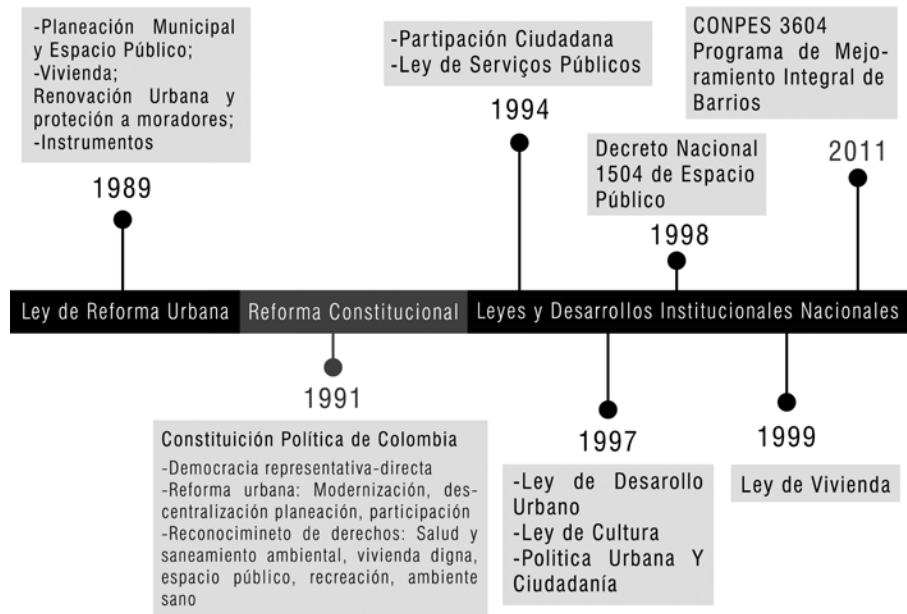 -Planeación Municipal
y Espacio Público;
-Vivienda;
Renovación Urbana y
proteción a moradores;
-Instrumentos
1989
-Partipación Ciudadana
-Ley de Serviços Públicos
1994
Decreto Nacional
1504 de Espacio
Público
1998
CONPES 3604
Programa de Mejo-
ramiento Integral de
Barrios
2011
Ley de Reforma Urbana
Reforma Constitucional
Leyes y Desarrollos Institucionales Nacionales
1991
Constituición Política de Colombia
-Democracia representativa-directa
-Reforma urbana: Modernización, des-
centralización planeación, participación
-Reconocimineto de derechos: Salud y
saneamiento ambiental, vivienda digna,
espacio público, recreación, ambiente
sano
1997
-Ley de Desarollo
Urbano
-Ley de Cultura
-Politica Urbana Y
Ciudadanía
1999
Ley de Vivienda